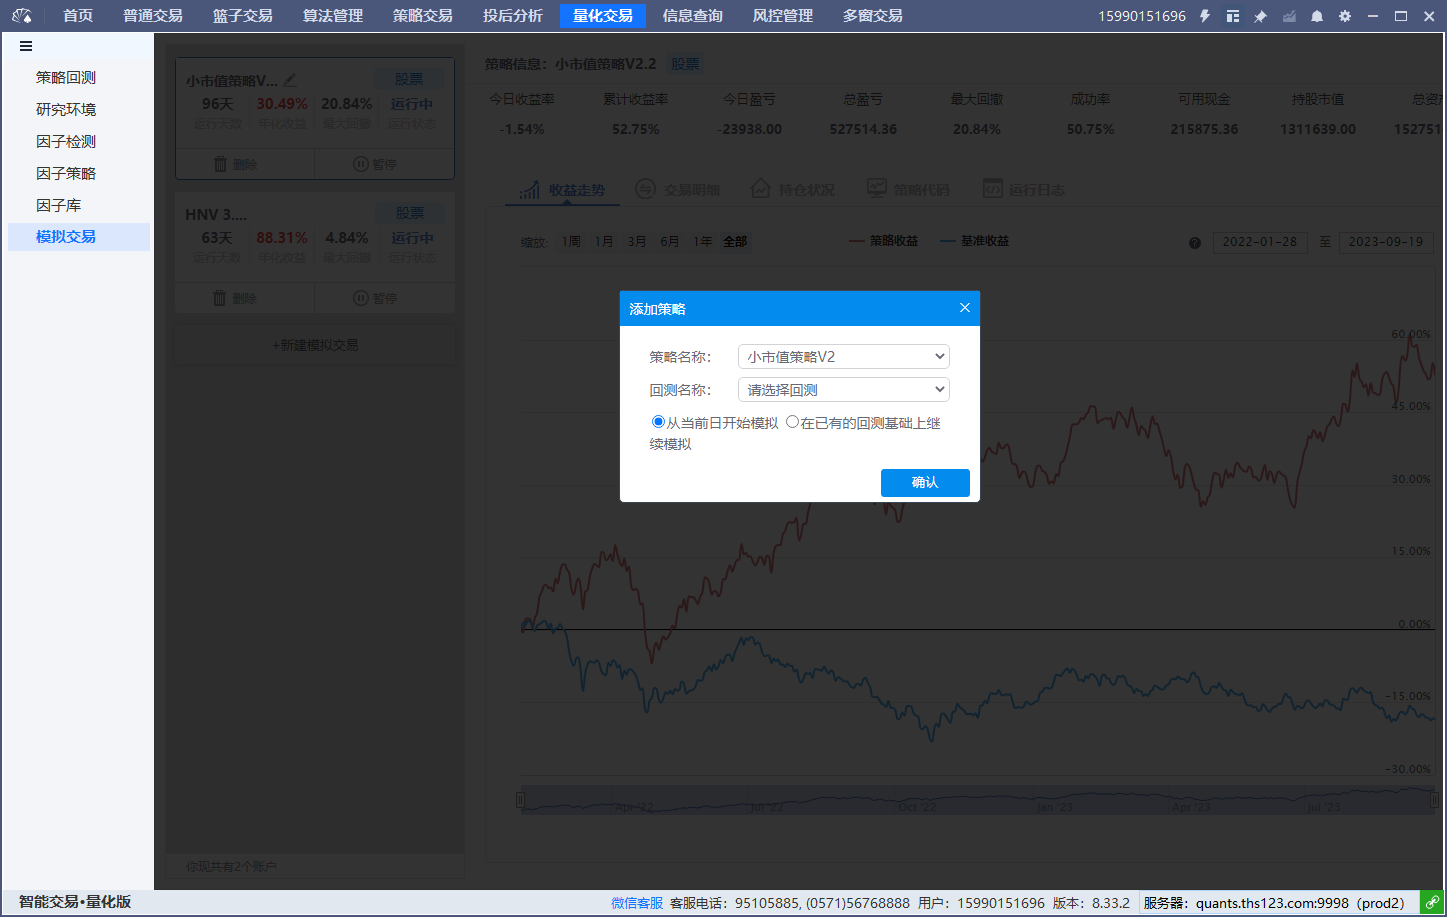 首页 普通交易 篮子交易 算法管理 策略交易 投后分析 量化交易 信息查询 风控管理 多窗交易 15990151696
策略回测
研究环境
因子检测
因子策略
因子库
模拟交易
小市值策略V... 股票
96天 30.49% 20.84% 运行中
运行天数 年化收益 最大回撤 运行状态
删除 暂停
HNV 3.... 股票
63天 88.31% 4.84% 运行中
运行天数 年化收益 最大回撤 运行状态
删除 暂停
+新建模拟交易
你现共有2个账户
策略信息：小市值策略V2.2 股票
今日收益率 累计收益率 今日盈亏 总盈亏 最大回撤 成功率 可用现金 持股市值 总资产
-1.54% 52.75% -23938.00 527514.36 20.84% 50.75% 215875.36 1311639.00 152751
收益走势 交易明细 持仓状况 策略代码 运行日志
缩放: 1周 1月 3月 6月 1年 全部 策略收益 基准收益 2022-01-28 至 2023-09-19
60.00%
45.00%
30.00%
15.00%
0.00%
-15.00%
-30.00%
Apr '22 Jul '22 Oct '22 Jan '23 Apr '23 Jul '23
添加策略
策略名称： 小市值策略V2
回测名称： 请选择回测
从当前日开始模拟 在已有的回测基础上继
续模拟
确认
智能交易•量化版 微信客服 客服电话：95105885, (0571)56768888 用户：15990151696 版本：8.33.2 服务器：quants.ths123.com:9998（prod2）